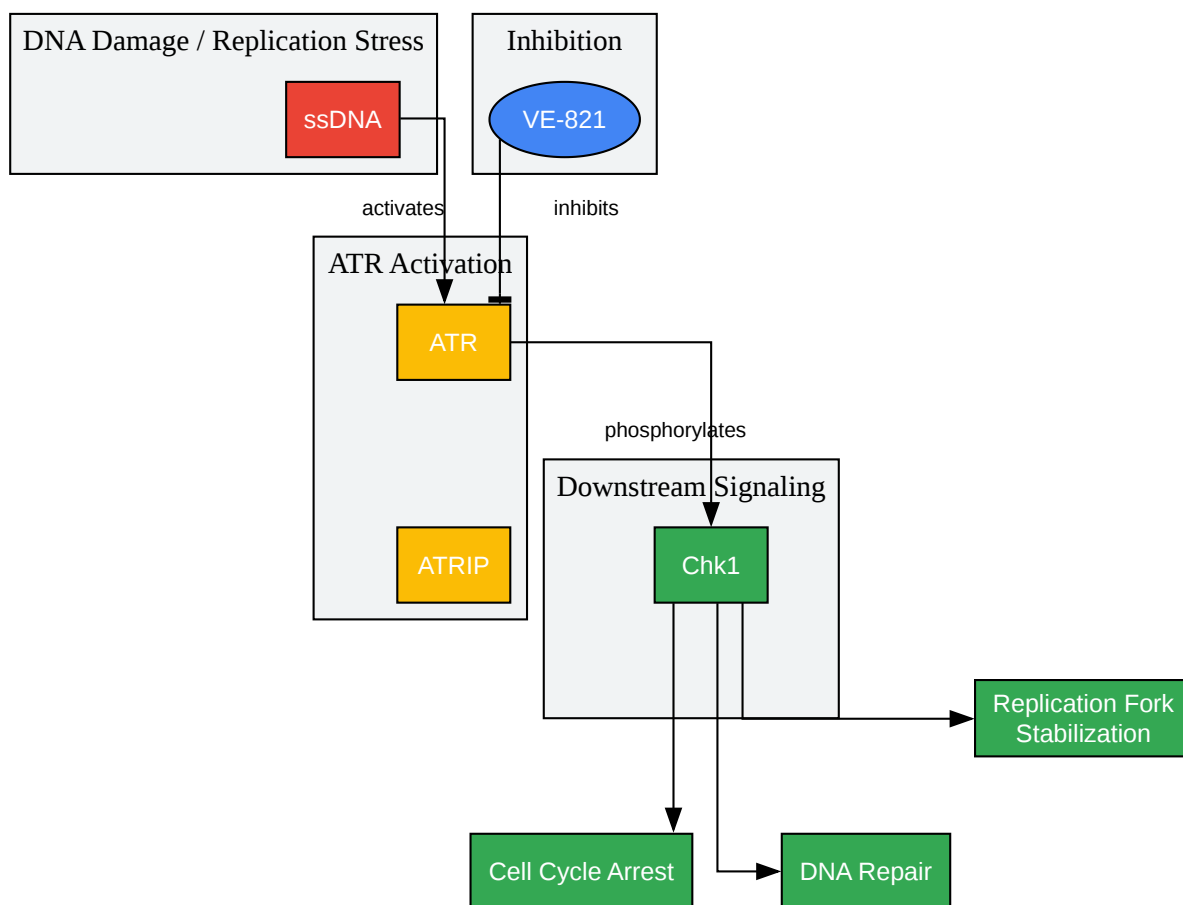 DNA Damage / Replication Stress
Inhibition
ssDNA
VE-821
activates
inhibits
ATR Activation
ATR
phosphorylates
Downstream Signaling
ATRIP
Chk1
Replication Fork
Stabilization
Cell Cycle Arrest
DNA Repair